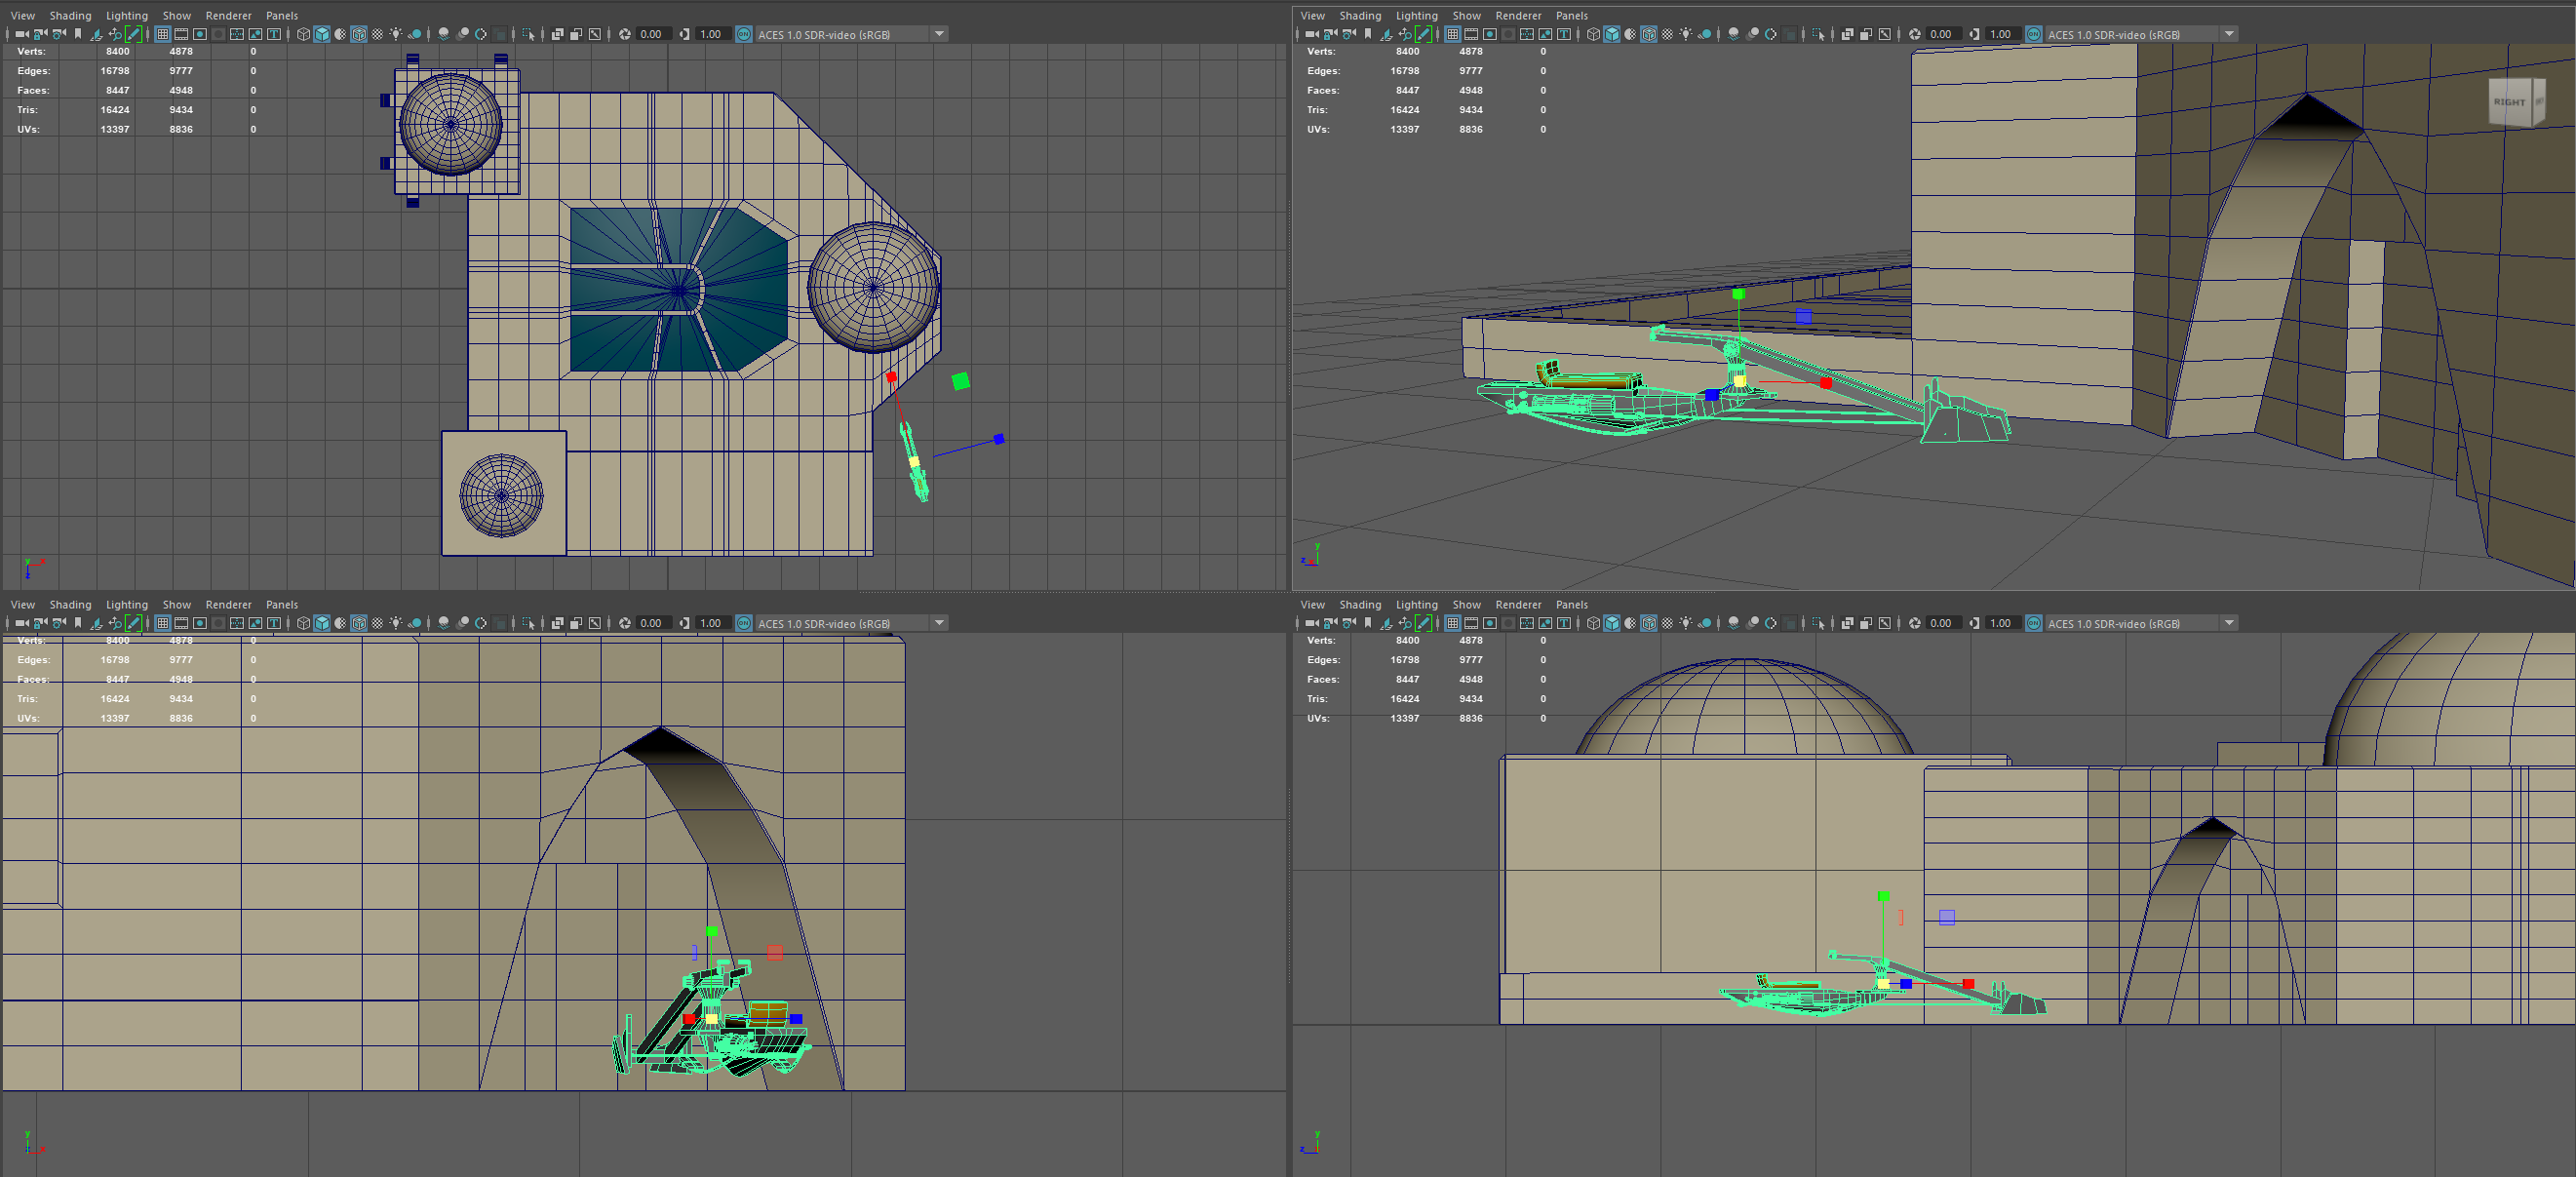 View Shading Lighting Show Renderer Panels
0.00 1.00 ON ACES 1.0 SDR-video (sRGB)
Verts: 8400 4878 0
Edges: 16798 9777 0
Faces: 8447 4948 0
Tris: 16424 9434 0
UVs: 13397 8836 0
y x
z
View Shading Lighting Show Renderer Panels
0.00 1.00 ON ACES 1.0 SDR-video (sRGB)
Verts: 8400 4878 0
Edges: 16798 9777 0
Faces: 8447 4948 0
Tris: 16424 9434 0
UVs: 13397 8836 0
RIGHT
y
z x
View Shading Lighting Show Renderer Panels
0.00 1.00 ON ACES 1.0 SDR-video (sRGB)
Verts: 8400 4878 0
Edges: 16798 9777 0
Faces: 8447 4948 0
Tris: 16424 9434 0
UVs: 13397 8836 0
y
x
View Shading Lighting Show Renderer Panels
0.00 1.00 ON ACES 1.0 SDR-video (sRGB)
Verts: 8400 4878 0
Edges: 16798 9777 0
Faces: 8447 4948 0
Tris: 16424 9434 0
UVs: 13397 8836 0
y
z